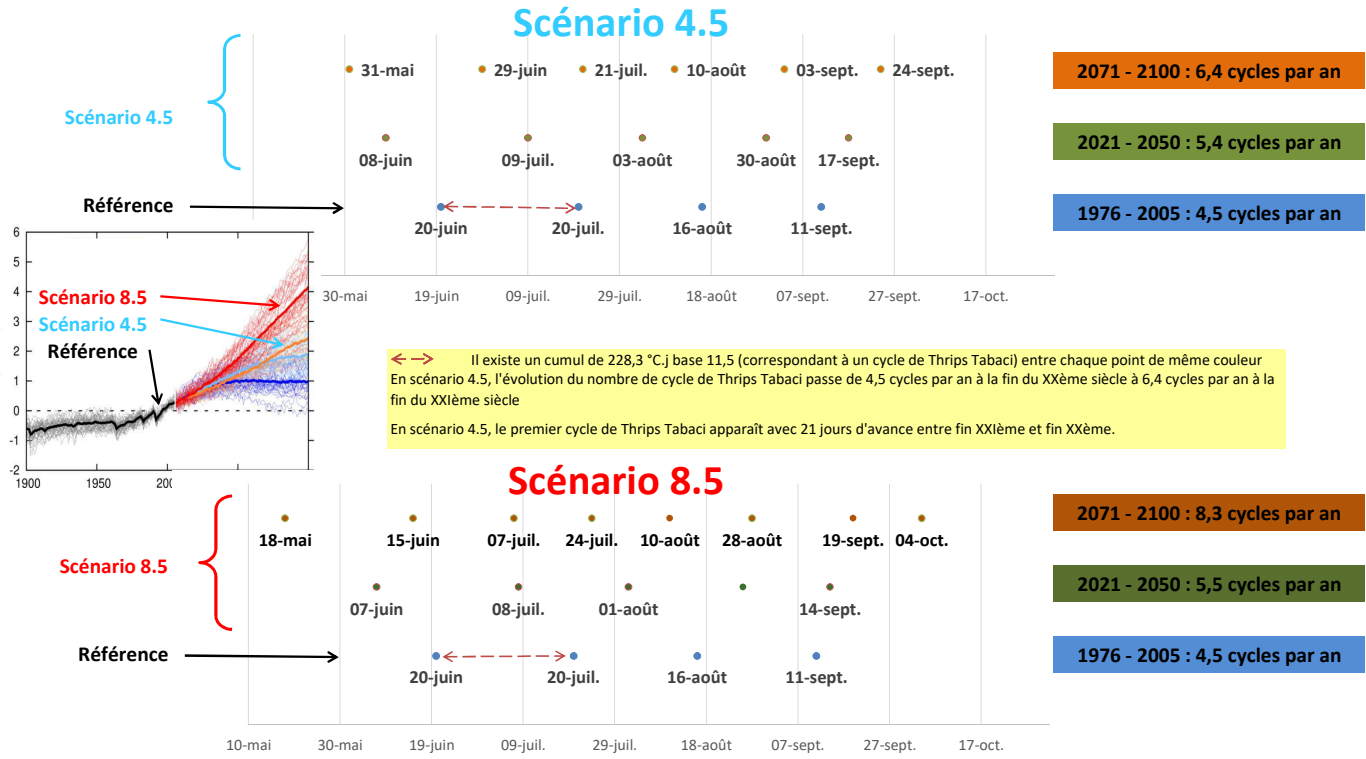 Scénario 4.5
31-mai 29-juin 21-juil. 10-août 03-sept. 24-sept.
2071 - 2100 : 6,4 cycles par an
Scénario 4.5
08-juin 09-juil. 03-août 30-août 17-sept.
2021 - 2050 : 5,4 cycles par an
Référence
20-juin 20-juil. 16-août 11-sept.
1976 - 2005 : 4,5 cycles par an
30-mai 19-juin 09-juil. 29-juil. 18-août 07-sept. 27-sept. 17-oct.
6
5
4
3
2
1
0
-1
-2
1900 1950 200
Scénario 8.5
Scénario 4.5
Référence
Il existe un cumul de 228,3 °C.j base 11,5 (correspondant à un cycle de Thrips Tabaci) entre chaque point de même couleur
En scénario 4.5, l'évolution du nombre de cycle de Thrips Tabaci passe de 4,5 cycles par an à la fin du XXème siècle à 6,4 cycles par an à la
fin du XXIème siècle
En scénario 4.5, le premier cycle de Thrips Tabaci apparaît avec 21 jours d'avance entre fin XXIème et fin XXème.
Scénario 8.5
18-mai 15-juin 07-juil. 24-juil. 10-août 28-août 19-sept. 04-oct.
2071 - 2100 : 8,3 cycles par an
Scénario 8.5
07-juin 08-juil. 01-août 14-sept.
2021 - 2050 : 5,5 cycles par an
Référence
20-juin 20-juil. 16-août 11-sept.
1976 - 2005 : 4,5 cycles par an
10-mai 30-mai 19-juin 09-juil. 29-juil. 18-août 07-sept. 27-sept. 17-oct.